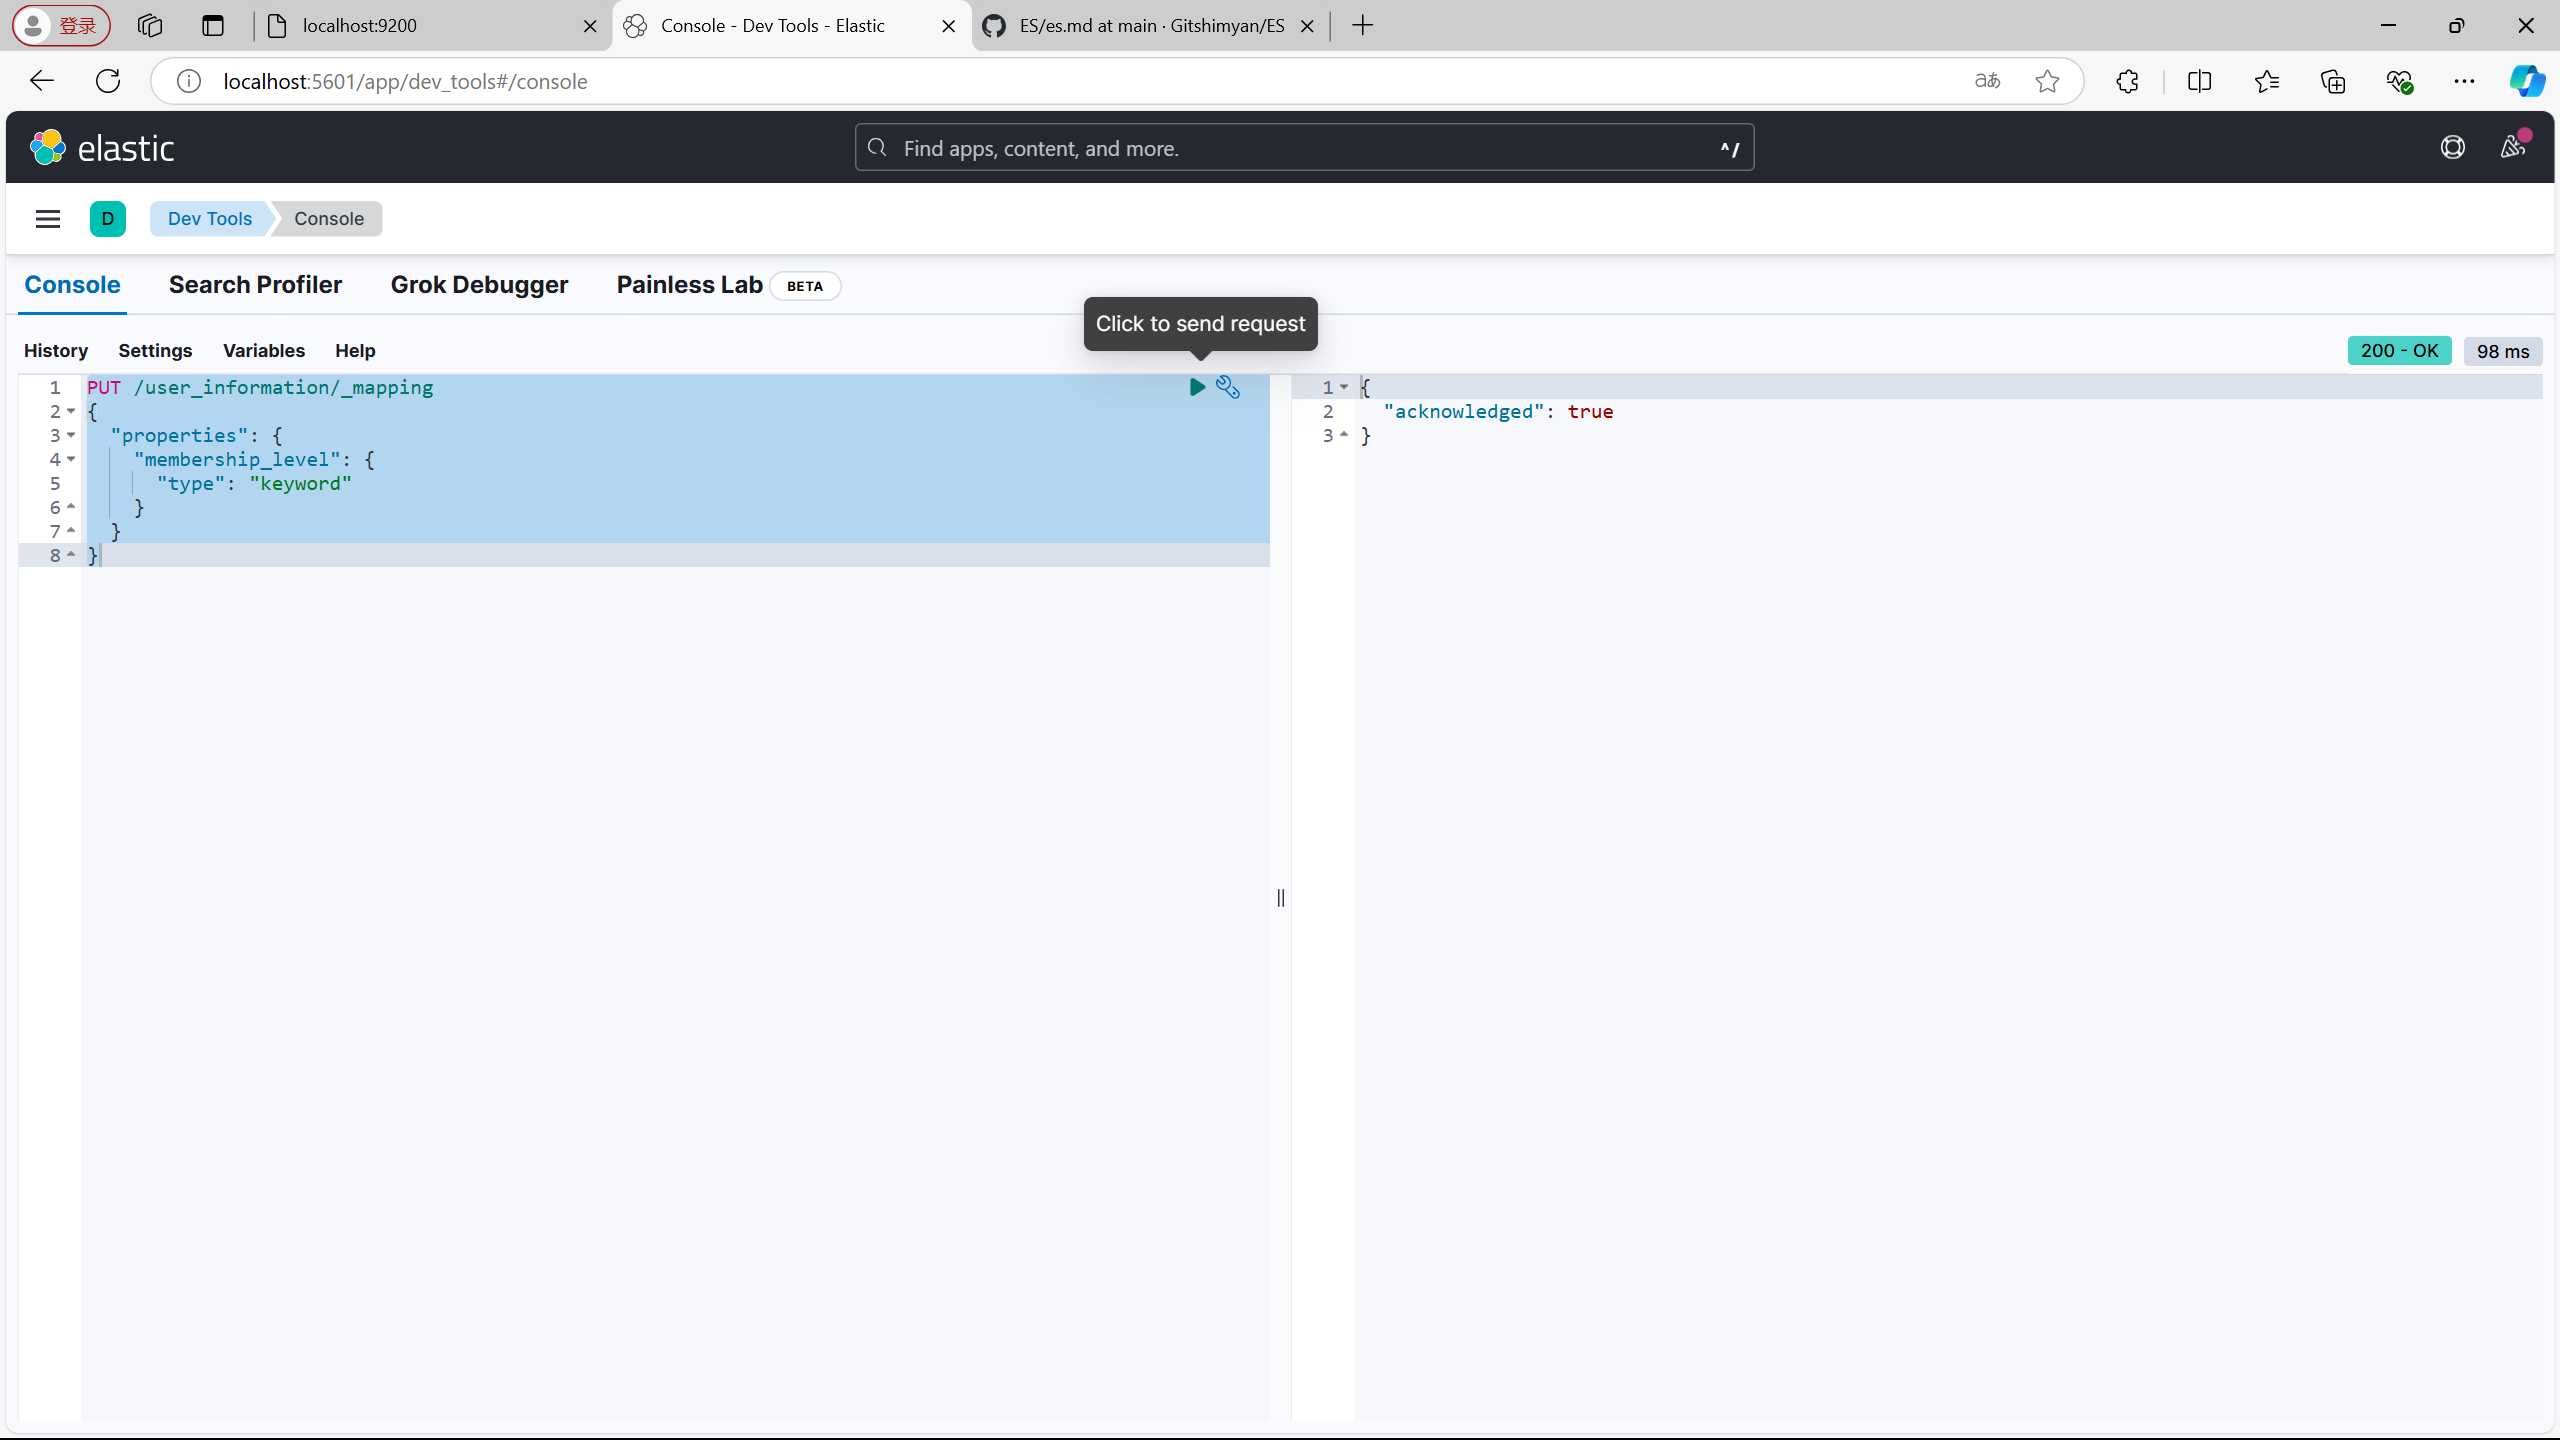 登录
localhost:9200
Console - Dev Tools - Elastic
ES/es.md at main · Gitshimyan/ES
localhost:5601/app/dev_tools#/console
aあ
elastic
Find apps, content, and more.
^/
D
Dev Tools
Console
Console
Search Profiler
Grok Debugger
Painless Lab
BETA
Click to send request
History
Settings
Variables
Help
200 - OK
98 ms
1 PUT /user_information/_mapping
2 {
3 "properties": {
4 "membership_level": {
5 "type": "keyword"
6 }
7 }
8 }
1 {
2 "acknowledged": true
3 }